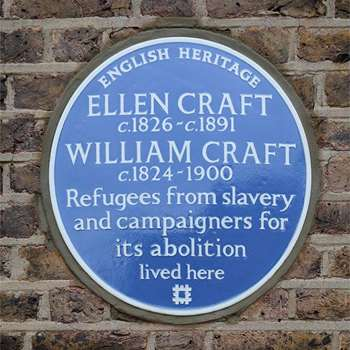 ENGLISH HERITAGE
ELLEN CRAFT
c.1826–c.1891
WILLIAM CRAFT
c.1824-1900
Refugees from slavery
and campaigners for
its abolition
lived here